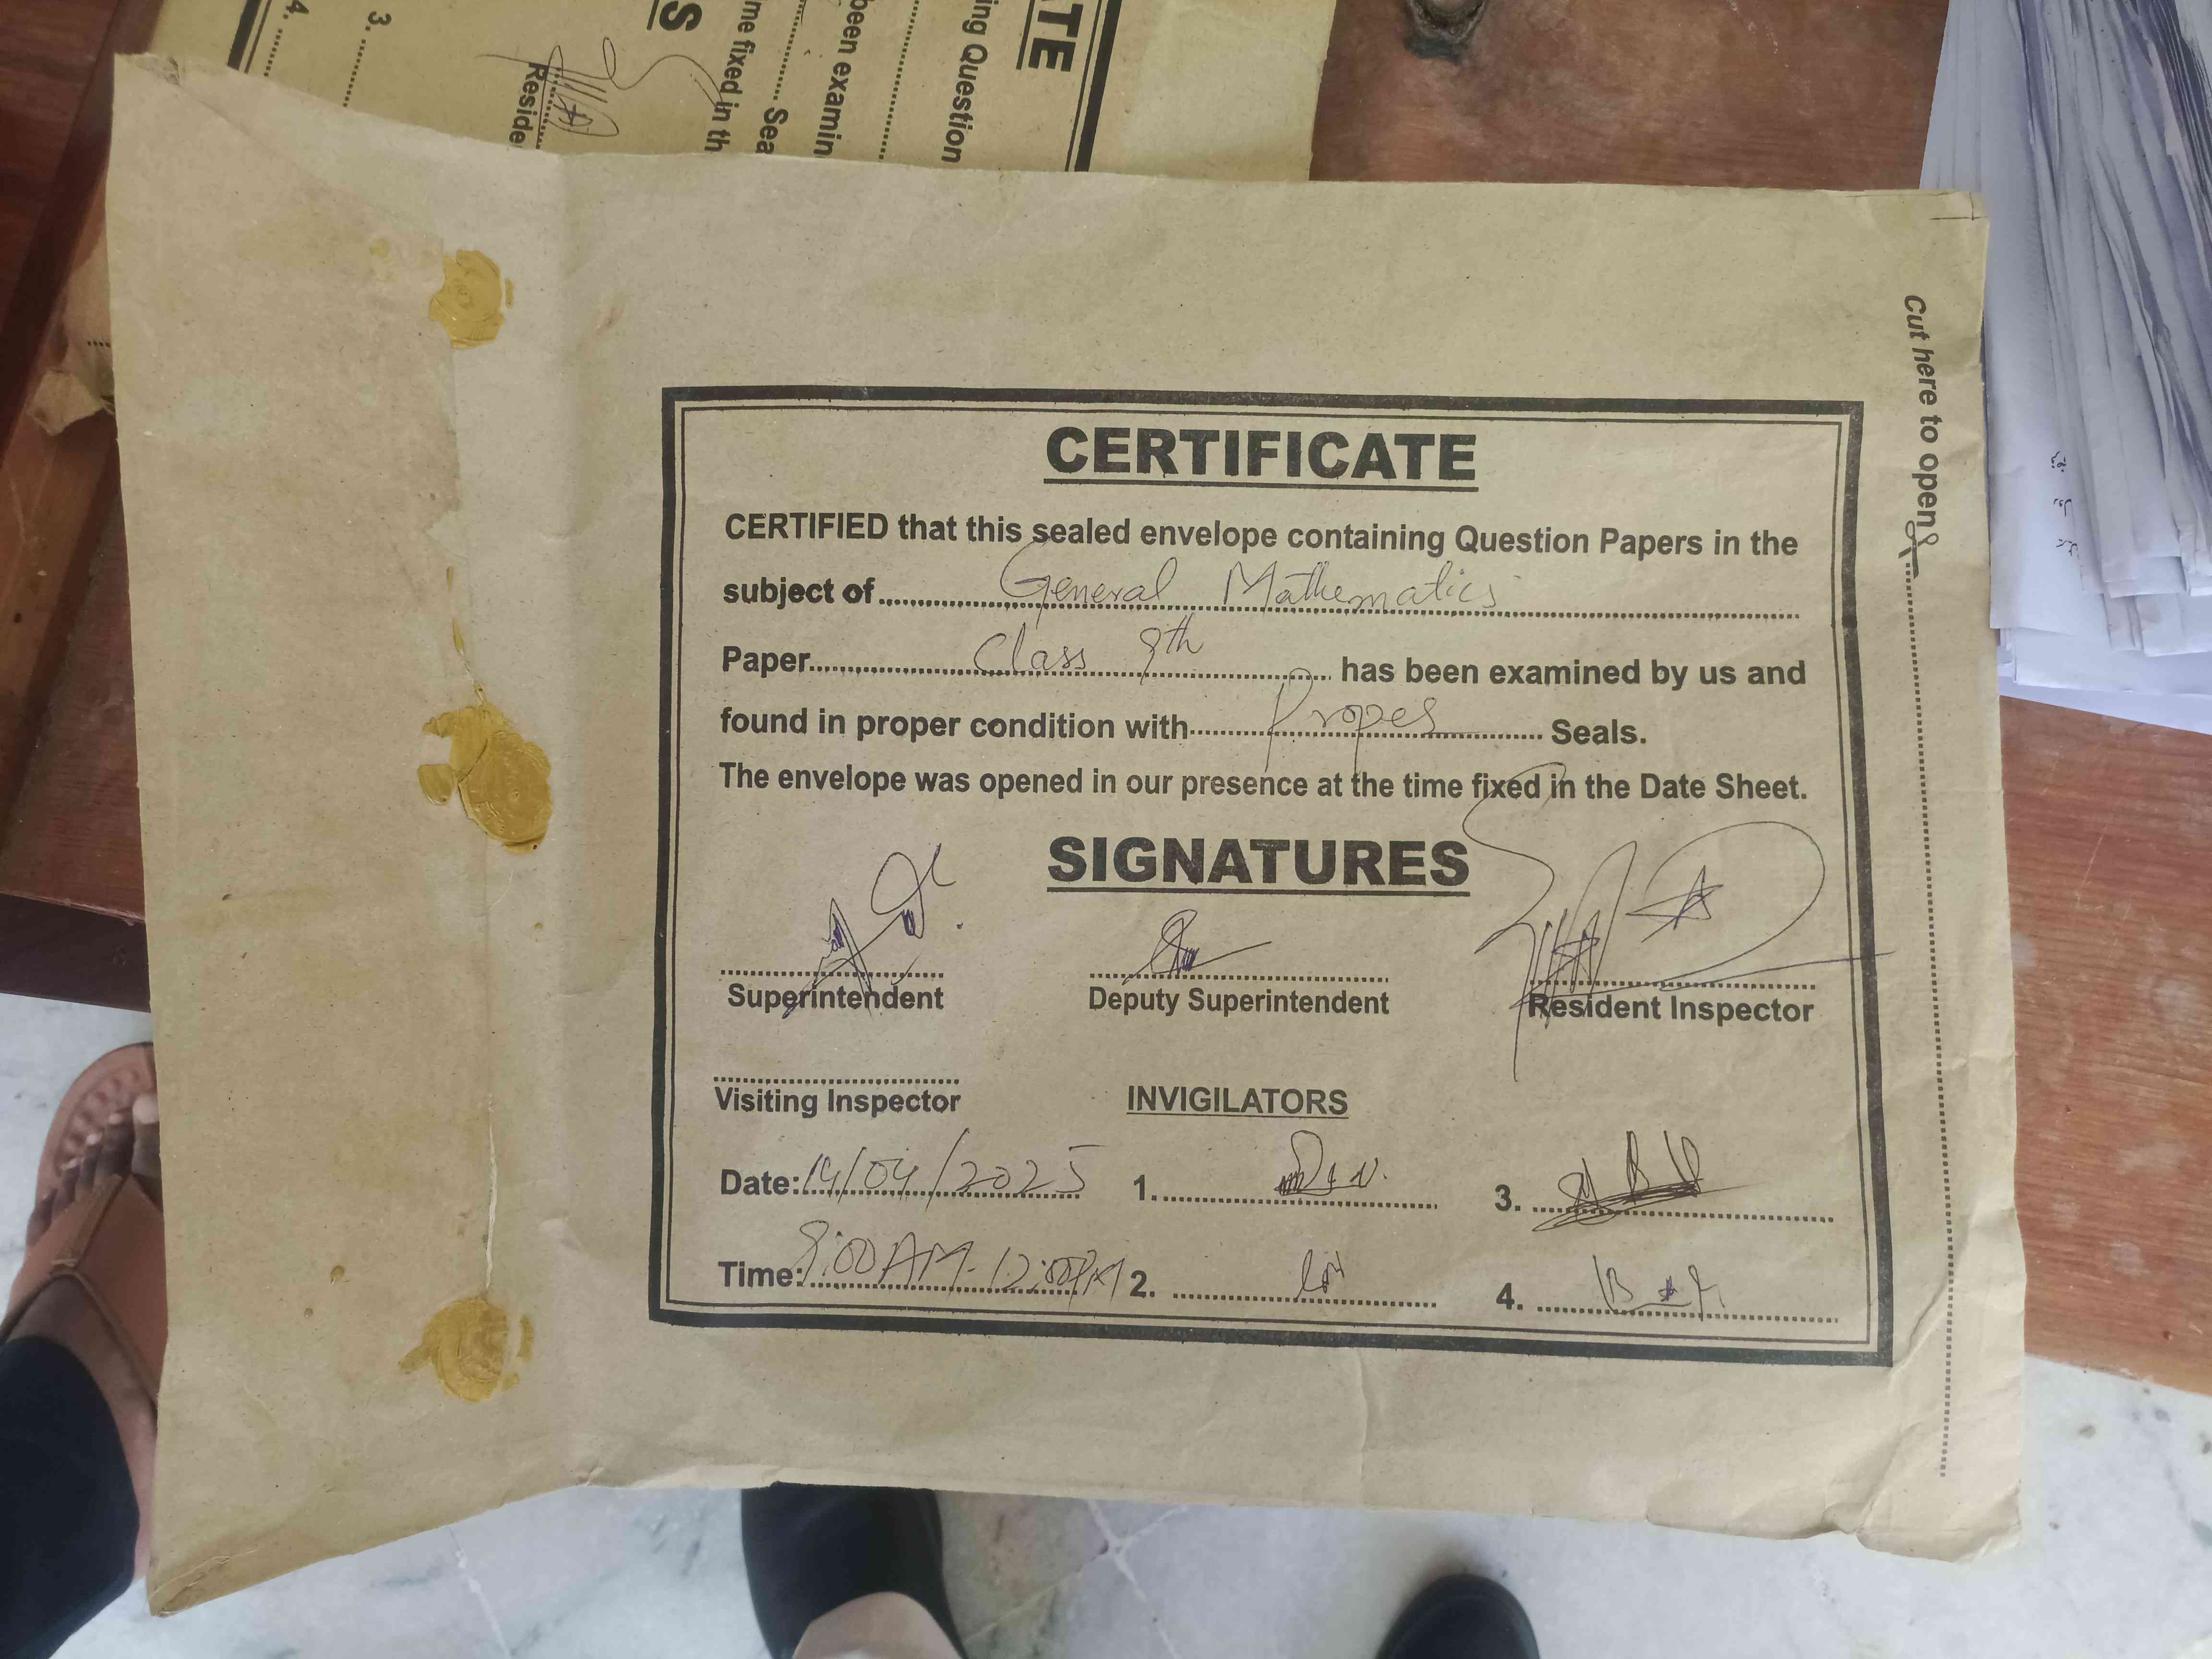 TE
ing Question
been examin
Sea
me fixed in th
S
Reside
3.
4.
Cut here to open
CERTIFICATE
CERTIFIED that this sealed envelope containing Question Papers in the
subject of General Mathematics
Paper Class 9th has been examined by us and
found in proper condition with Proper Seals.
The envelope was opened in our presence at the time fixed in the Date Sheet.
SIGNATURES
Superintendent Deputy Superintendent Resident Inspector
Visiting Inspector INVIGILATORS
Date: 14/04/2025 1. 3.
Time: 9:00 AM - 12:00PM 2. 4.